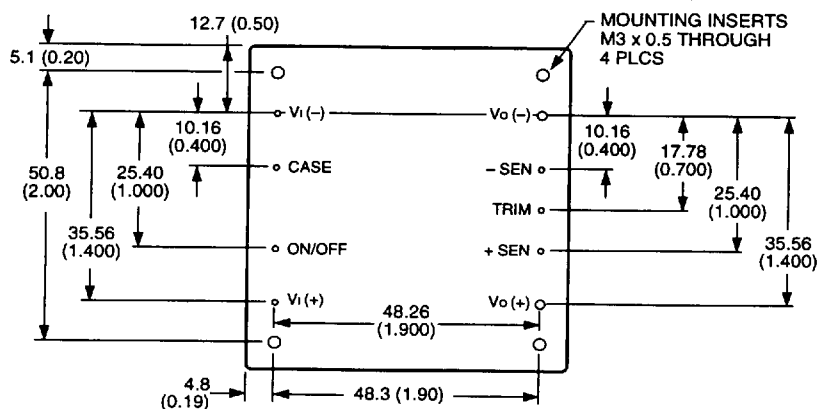 12.7 (0.50)
MOUNTING INSERTS
M3 x 0.5 THROUGH
4 PLCS
5.1 (0.20)
VI (–)
VO (–)
10.16
(0.400)
10.16
(0.400)
17.78
(0.700)
50.8
(2.00)
25.40
(1.000)
CASE
– SEN
25.40
(1.000)
TRIM
35.56
(1.400)
35.56
(1.400)
ON/OFF
+ SEN
VI (+)
VO (+)
48.26
(1.900)
4.8
(0.19)
48.3 (1.90)